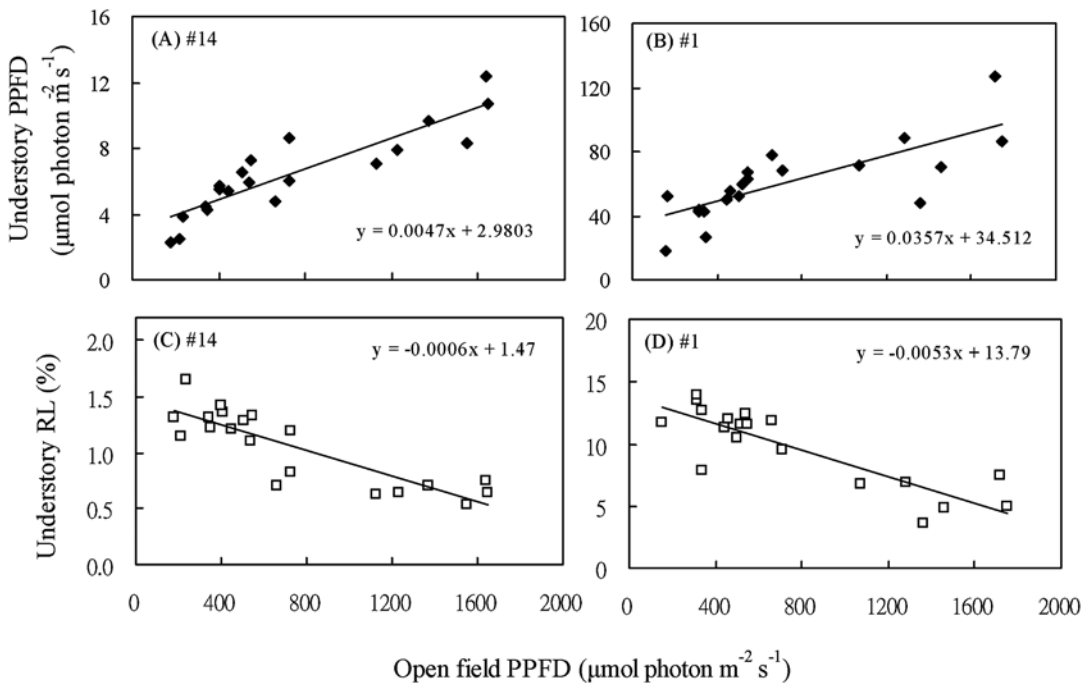 Understory PPFD
(µmol photon m⁻² s⁻¹)
(A) #14
16
12
8
4
0
y = 0.0047x + 2.9803
(B) #1
160
120
80
40
0
y = 0.0357x + 34.512
Understory RL (%)
(C) #14
2.0
1.5
1.0
0.5
0.0
y = -0.0006x + 1.47
0 400 800 1200 1600 2000
(D) #1
20
15
10
5
0
y = -0.0053x + 13.79
0 400 800 1200 1600 2000
Open field PPFD (µmol photon m⁻² s⁻¹)